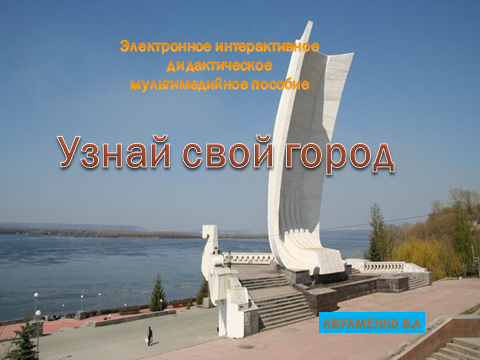 Электронное интерактивное
дидактическое
мультимедийное пособие
Узнай свой город
АВРАМЕНКО В.А